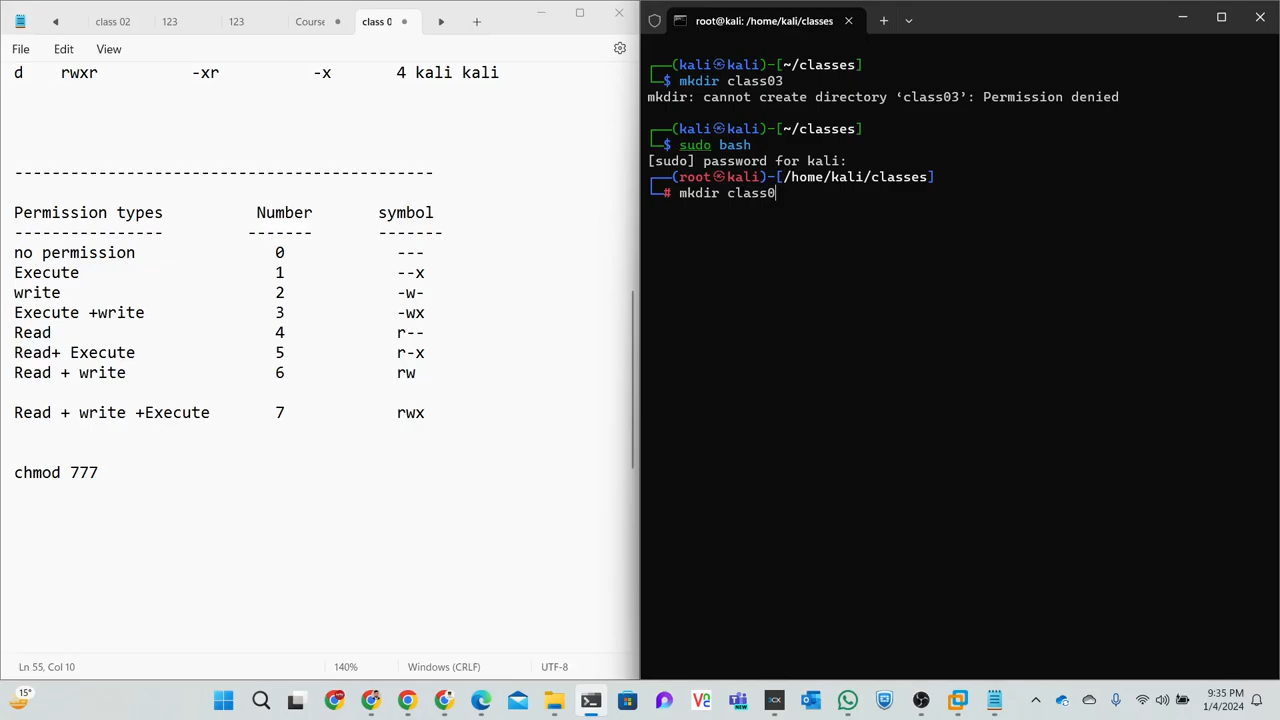 class 02 123 123 Course class 0
File Edit View
d rwxr -xr -x 4 kali kali
---------------------------------------------
Permission types Number symbol
---------------- ------- -------
no permission 0 ---
Execute 1 --x
write 2 -w-
Execute +write 3 -wx
Read 4 r--
Read+ Execute 5 r-x
Read + write 6 rw
Read + write +Execute 7 rwx
chmod 777
Ln 55, Col 10 140% Windows (CRLF) UTF-8
root@kali: /home/kali/classes
┌──(kali㉿kali)-[~/classes]
└─$ mkdir class03
mkdir: cannot create directory ‘class03’: Permission denied
┌──(kali㉿kali)-[~/classes]
└─$ sudo bash
[sudo] password for kali:
┌──(root㉿kali)-[/home/kali/classes]
└─# mkdir class0
15° 9:35 PM
1/4/2024